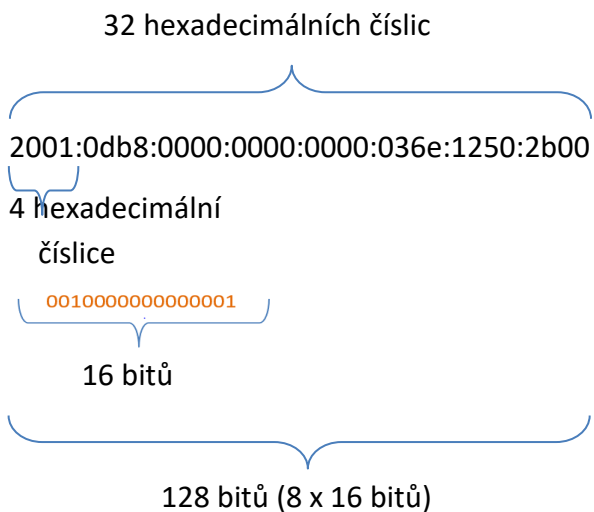 32 hexadecimálních číslic
2001:0db8:0000:0000:0000:036e:1250:2b00
4 hexadecimální
číslice
0010000000000001
16 bitů
128 bitů (8 x 16 bitů)